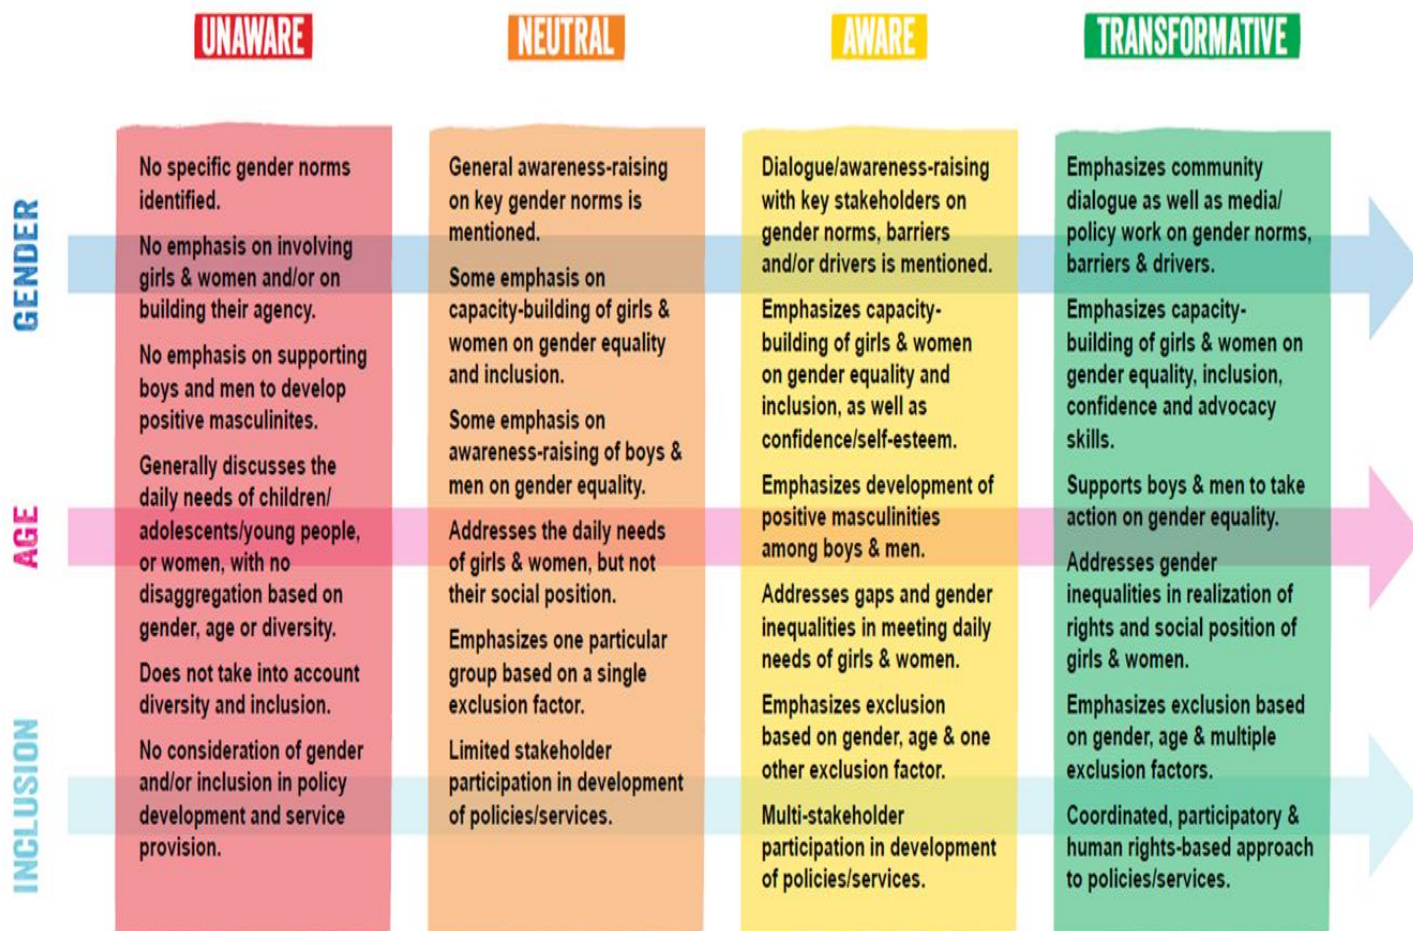 UNAWARE
NEUTRAL
AWARE
TRANSFORMATIVE
GENDER
AGE
INCLUSION
No specific gender norms
identified.
No emphasis on involving
girls & women and/or on
building their agency.
No emphasis on supporting
boys and men to develop
positive masculinites.
Generally discusses the
daily needs of children/
adolescents/young people,
or women, with no
disaggregation based on
gender, age or diversity.
Does not take into account
diversity and inclusion.
No consideration of gender
and/or inclusion in policy
development and service
provision.
General awareness-raising
on key gender norms is
mentioned.
Some emphasis on
capacity-building of girls &
women on gender equality
and inclusion.
Some emphasis on
awareness-raising of boys &
men on gender equality.
Addresses the daily needs
of girls & women, but not
their social position.
Emphasizes one particular
group based on a single
exclusion factor.
Limited stakeholder
participation in development
of policies/services.
Dialogue/awareness-raising
with key stakeholders on
gender norms, barriers
and/or drivers is mentioned.
Emphasizes capacity-
building of girls & women
on gender equality and
inclusion, as well as
confidence/self-esteem.
Emphasizes development of
positive masculinities
among boys & men.
Addresses gaps and gender
inequalities in meeting daily
needs of girls & women.
Emphasizes exclusion
based on gender, age & one
other exclusion factor.
Multi-stakeholder
participation in development
of policies/services.
Emphasizes community
dialogue as well as media/
policy work on gender norms,
barriers & drivers.
Emphasizes capacity-
building of girls & women on
gender equality, inclusion,
confidence and advocacy
skills.
Supports boys & men to take
action on gender equality.
Addresses gender
inequalities in realization of
rights and social position of
girls & women.
Emphasizes exclusion based
on gender, age & multiple
exclusion factors.
Coordinated, participatory &
human rights-based approach
to policies/services.